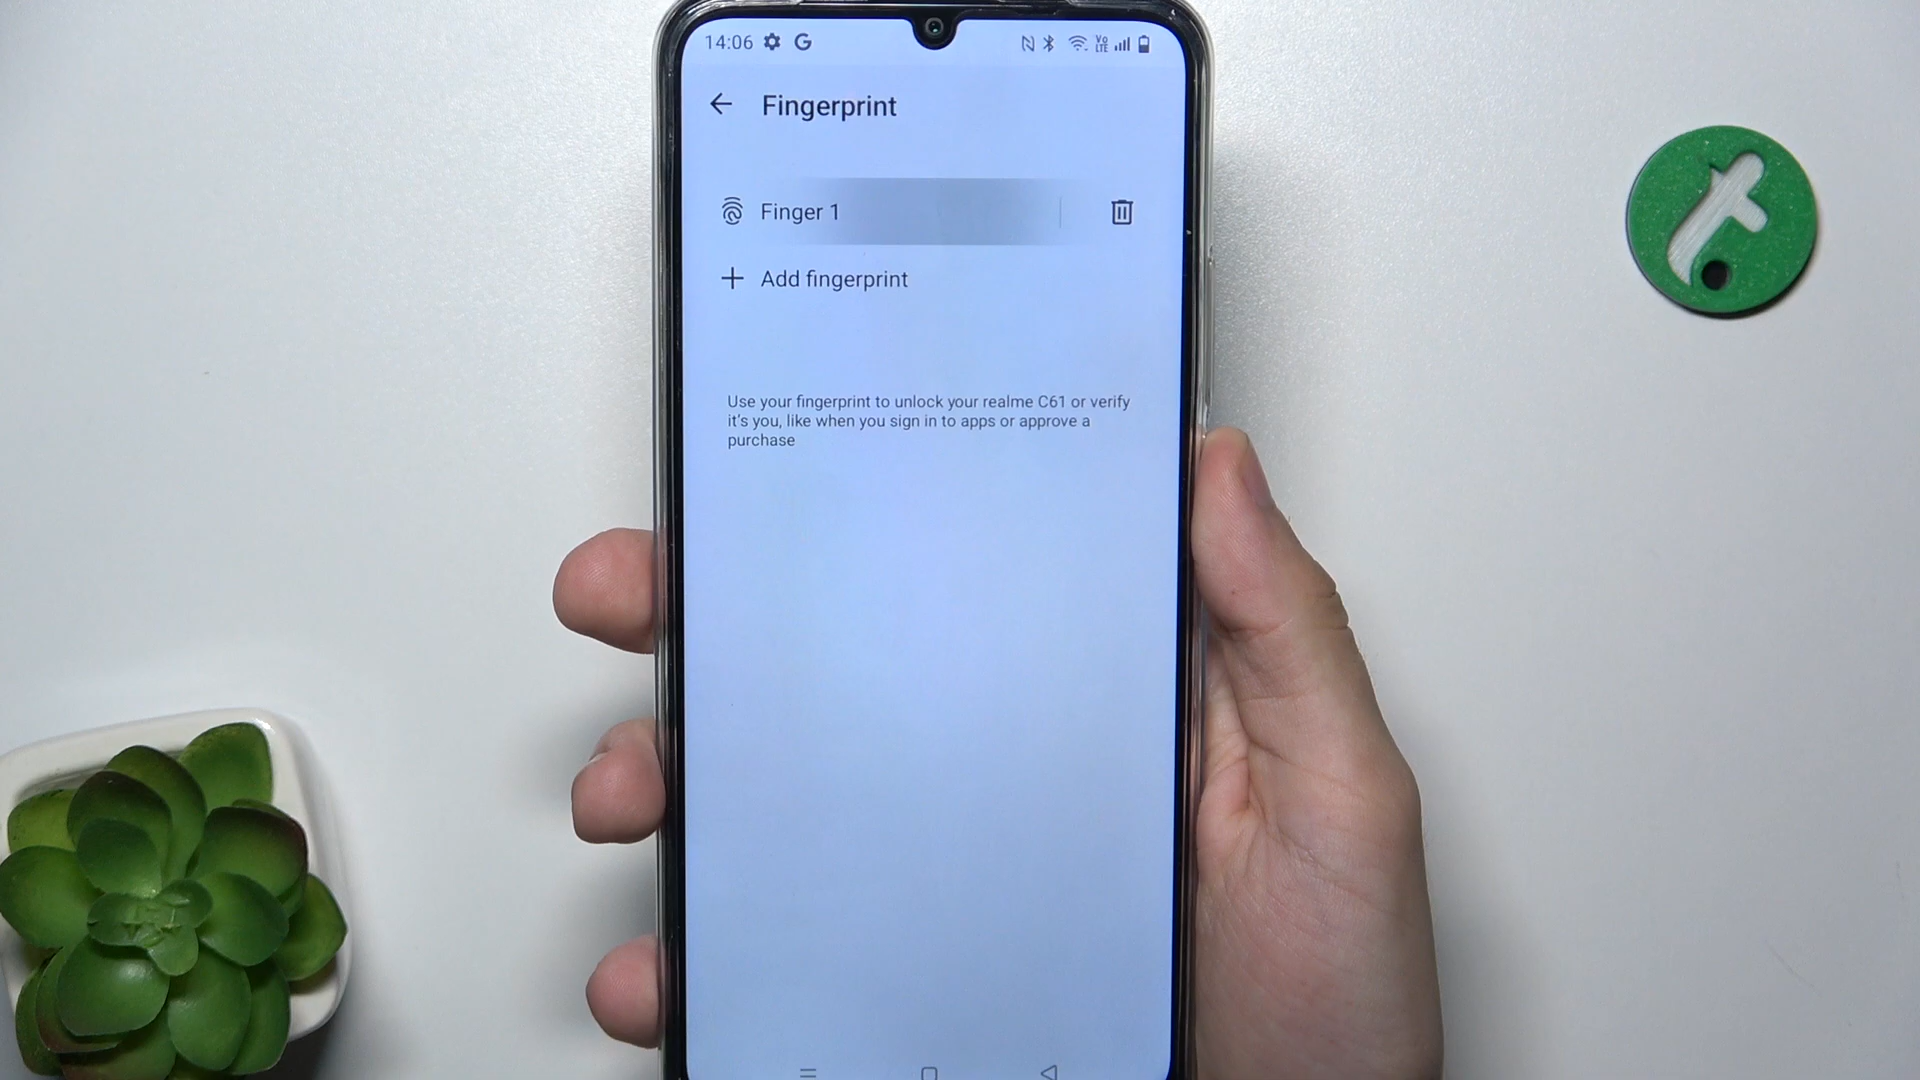 14:06
Fingerprint
Finger 1
Add fingerprint
Use your fingerprint to unlock your realme C61 or verify
it's you, like when you sign in to apps or approve a
purchase